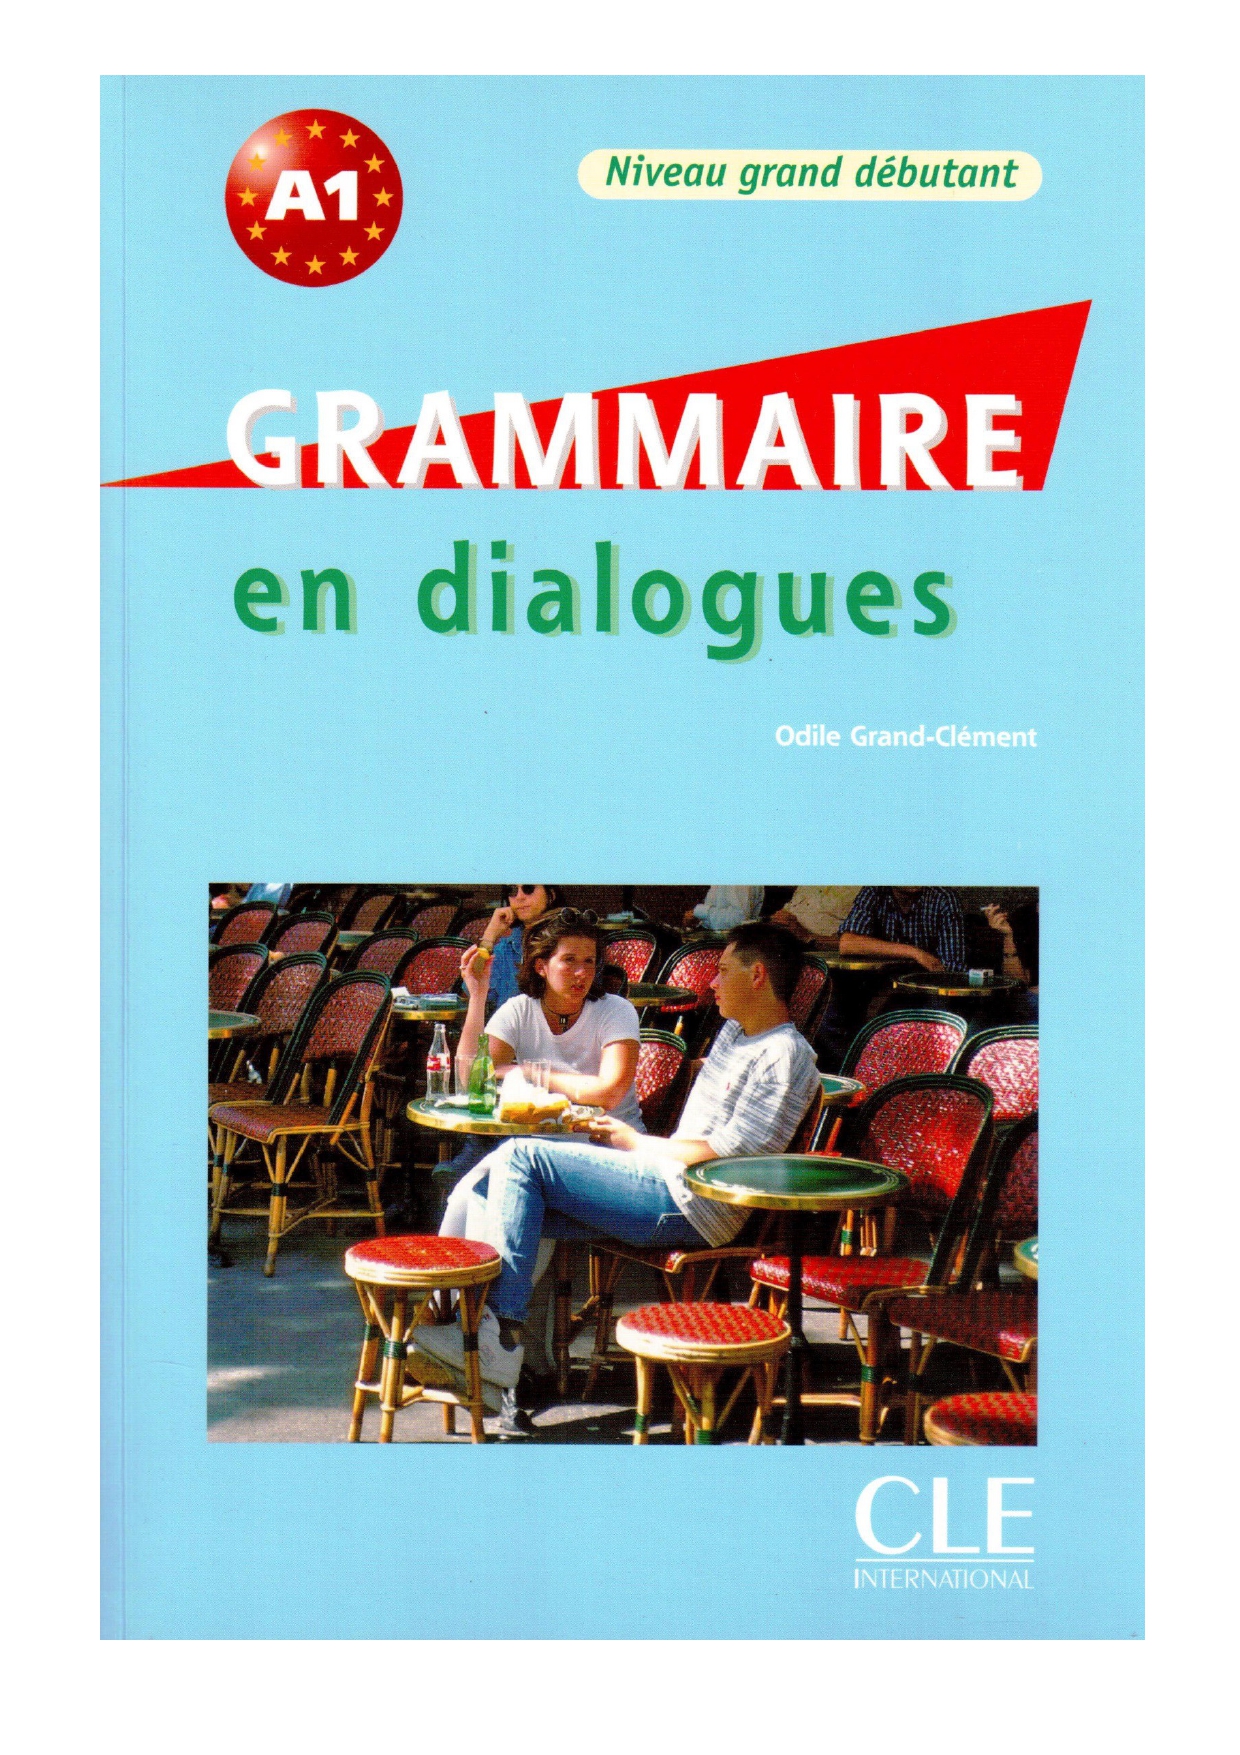 A1
Niveau grand débutant
GRAMMAIRE
en dialogues
Odile Grand-Clément
CLE
INTERNATIONAL